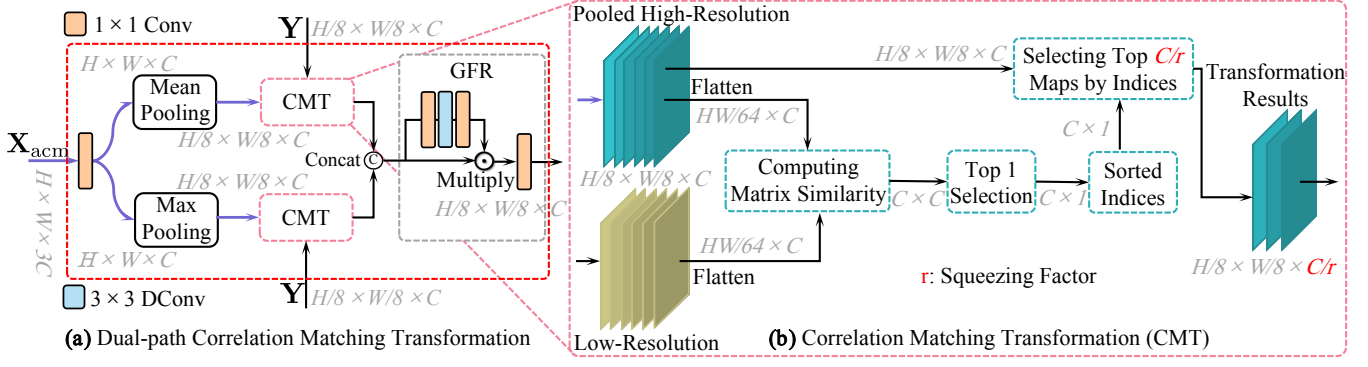 1 × 1 Conv
Y
H/8 × W/8 × C
H × W × C
Mean
Pooling
CMT
H/8 × W/8 × C
GFR
X_acm
H × W × 3C
Concat
C
Multiply
H/8 × W/8 × C
H/8 × W/8 × C
Max
Pooling
CMT
H × W × C
Y
H/8 × W/8 × C
3 × 3 DConv
(a) Dual-path Correlation Matching Transformation
Pooled High-Resolution
H/8 × W/8 × C
Flatten
HW/64 × C
H/8 × W/8 × C
Selecting Top C/r
Maps by Indices
Transformation
Results
C × 1
Computing
Matrix Similarity
C × C
Top 1
Selection
C × 1
Sorted
Indices
HW/64 × C
Flatten
H/8 × W/8 × C/r
r: Squeezing Factor
Low-Resolution
(b) Correlation Matching Transformation (CMT)